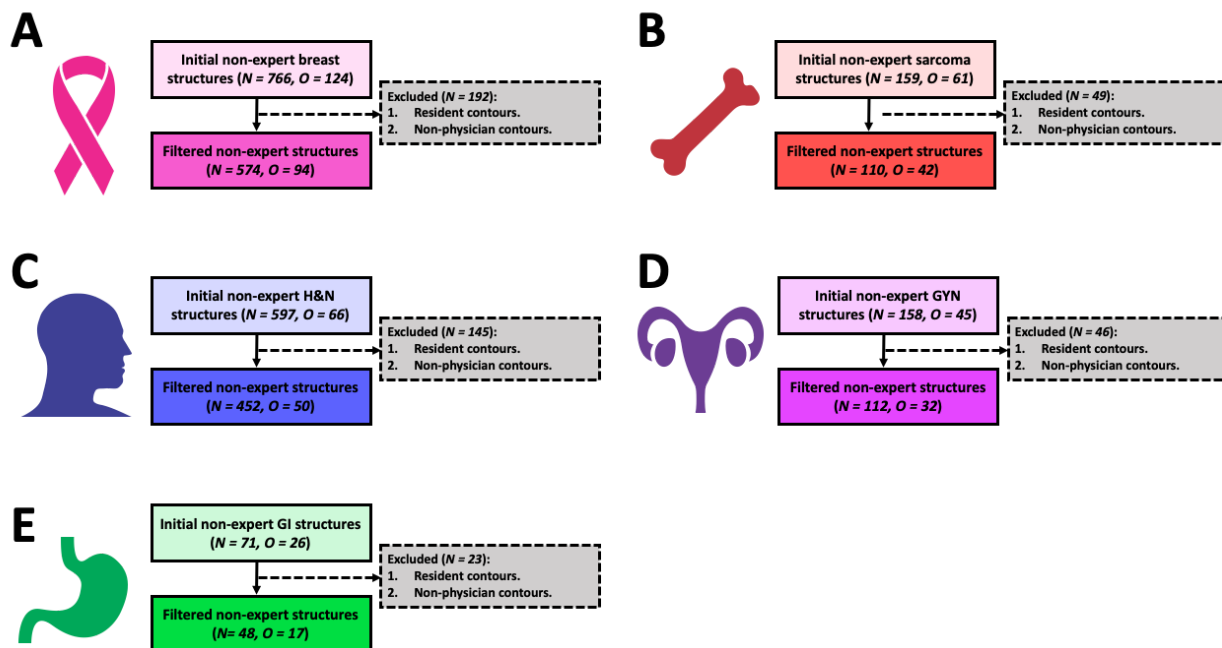 A
Initial non-expert breast
structures (N = 766, O = 124)
Excluded (N = 192):
1. Resident contours.
2. Non-physician contours.
Filtered non-expert structures
(N = 574, O = 94)
B
Initial non-expert sarcoma
structures (N = 159, O = 61)
Excluded (N = 49):
1. Resident contours.
2. Non-physician contours.
Filtered non-expert structures
(N = 110, O = 42)
C
Initial non-expert H&N
structures (N = 597, O = 66)
Excluded (N = 145):
1. Resident contours.
2. Non-physician contours.
Filtered non-expert structures
(N = 452, O = 50)
D
Initial non-expert GYN
structures (N = 158, O = 45)
Excluded (N = 46):
1. Resident contours.
2. Non-physician contours.
Filtered non-expert structures
(N = 112, O = 32)
E
Initial non-expert GI structures
(N = 71, O = 26)
Excluded (N = 23):
1. Resident contours.
2. Non-physician contours.
Filtered non-expert structures
(N= 48, O = 17)